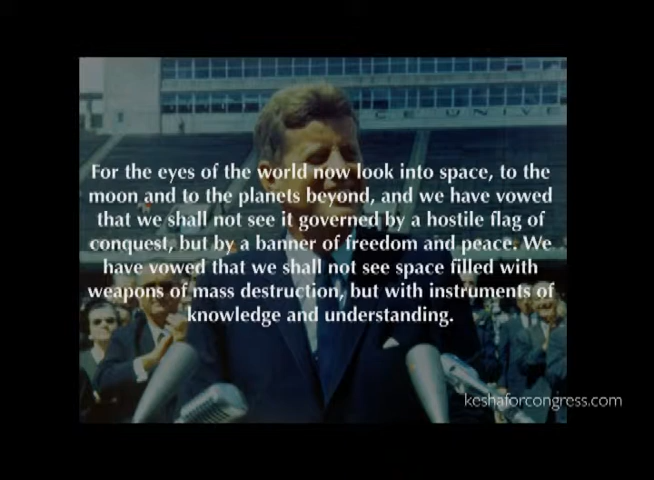 CE UNIVE
For the eyes of the world now look into space, to the
moon and to the planets beyond, and we have vowed
that we shall not see it governed by a hostile flag of
conquest, but by a banner of freedom and peace. We
have vowed that we shall not see space filled with
weapons of mass destruction, but with instruments of
knowledge and understanding.
keshaforcongress.com